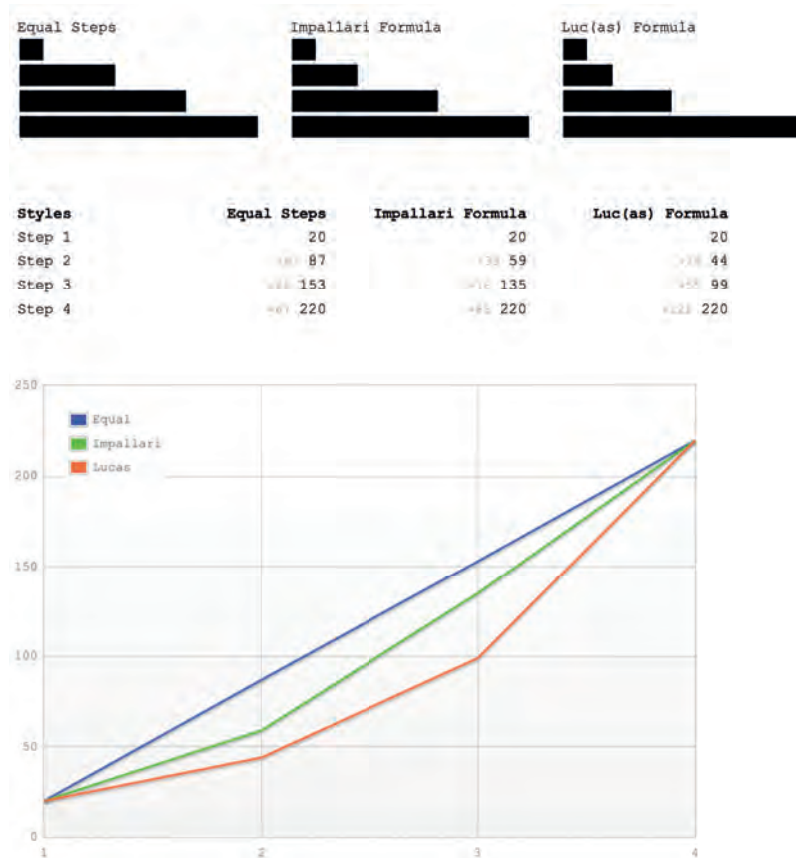 Equal Steps Impallari Formula Luc(as) Formula
Styles Equal Steps Impallari Formula Luc(as) Formula
Step 1 20 20 20
Step 2 87 59 44
Step 3 153 135 99
Step 4 220 220 220
250
Equal
Impallari
Lucas
200
150
100
50
0
1 2 3 4